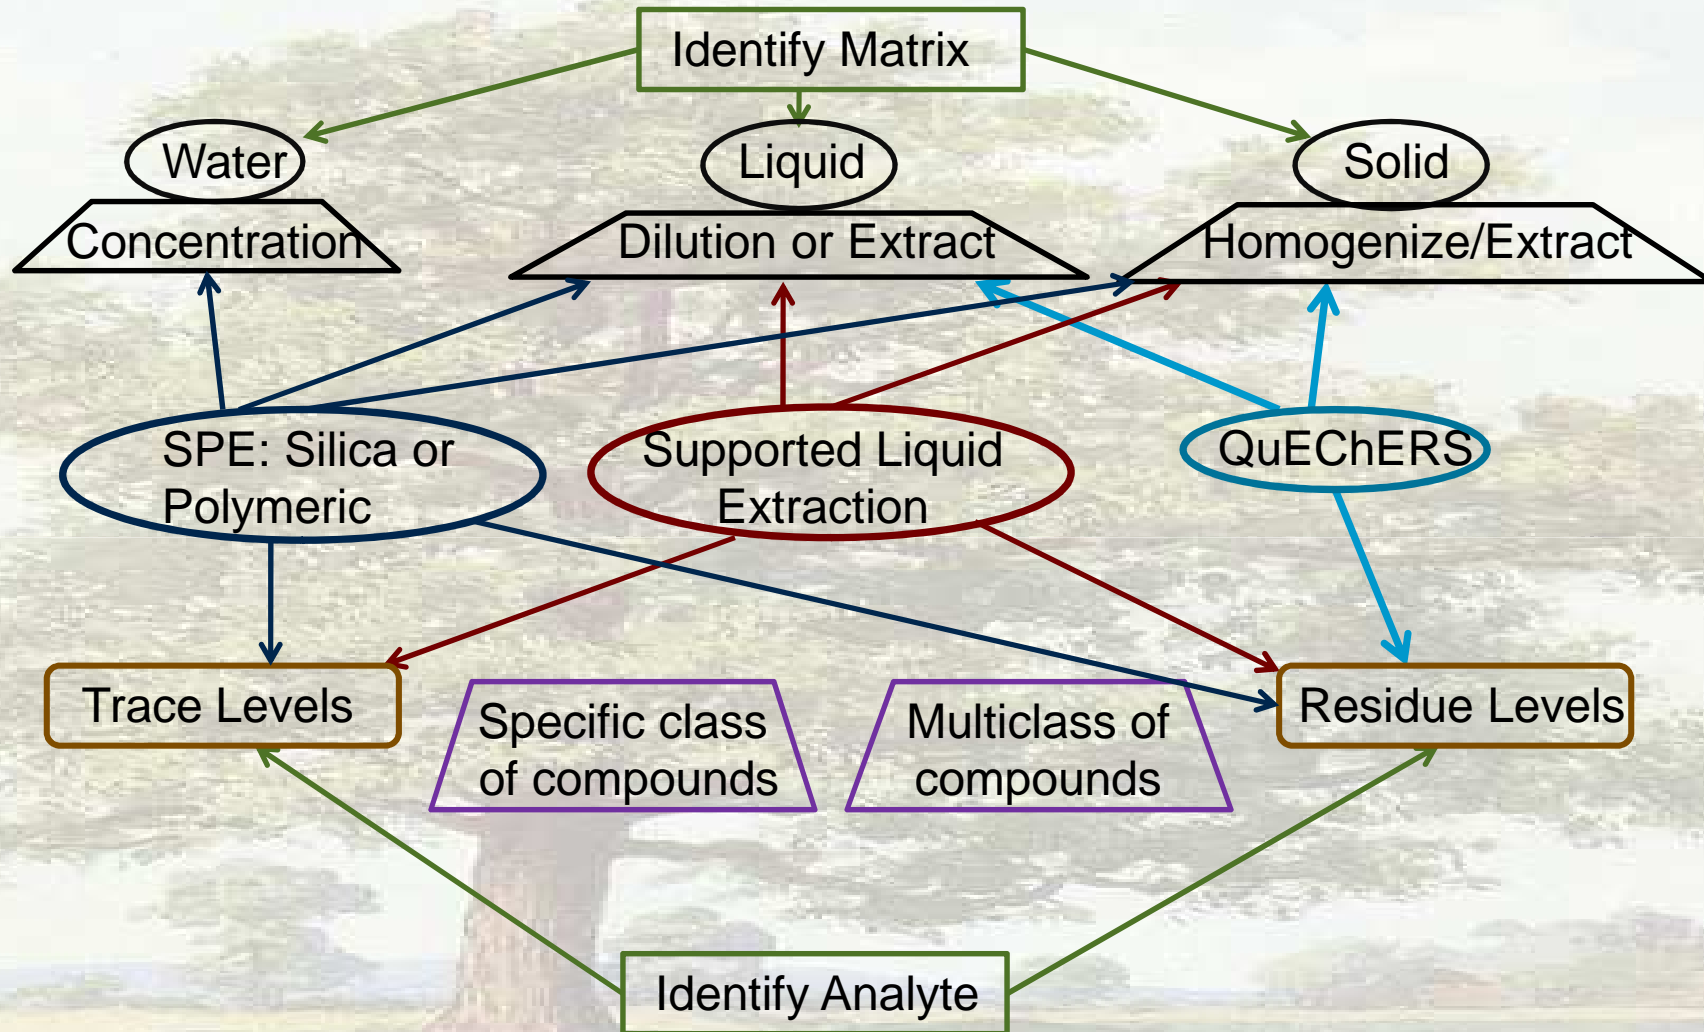 Identify Matrix
Water
Liquid
Solid
Concentration
Dilution or Extract
Homogenize/Extract
SPE: Silica or
Polymeric
Supported Liquid
Extraction
QuEChERS
Trace Levels
Specific class
of compounds
Multiclass of
compounds
Residue Levels
Identify Analyte